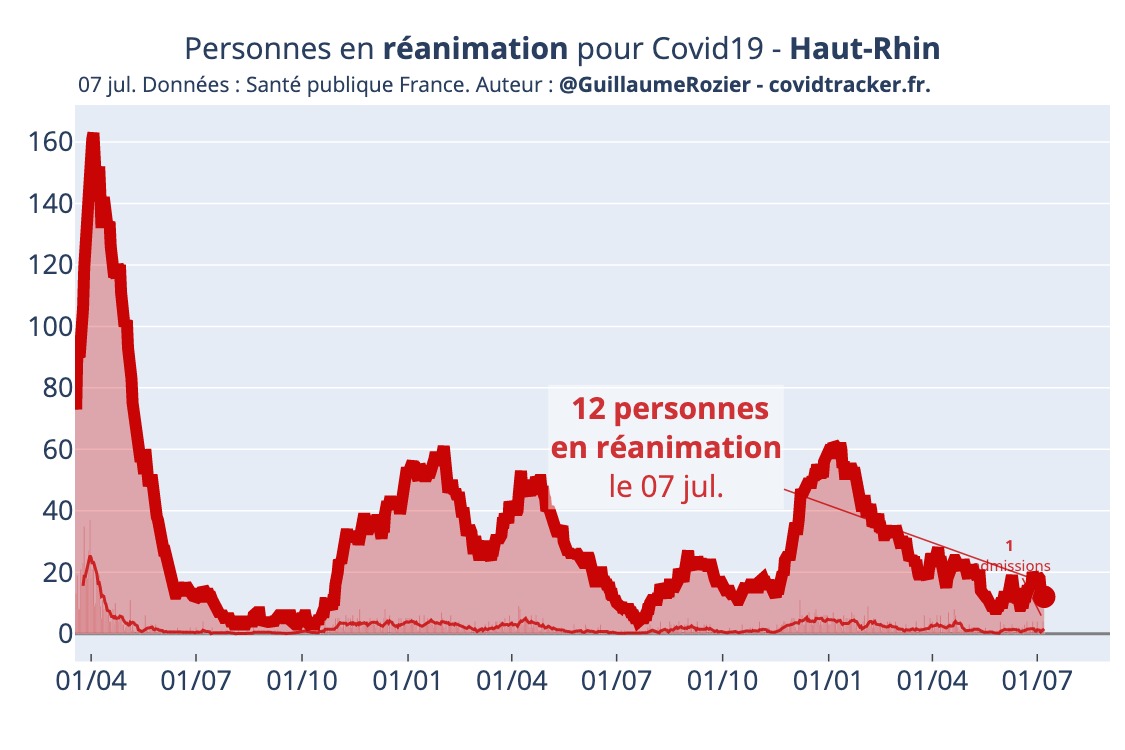 Personnes en réanimation pour Covid19 - Haut-Rhin
07 jul. Données : Santé publique France. Auteur : @GuillaumeRozier - covidtracker.fr.
160
140
120
100
80
60
40
20
0
12 personnes
en réanimation
le 07 jul.
1
admissions
01/04 01/07 01/10 01/01 01/04 01/07 01/10 01/01 01/04 01/07